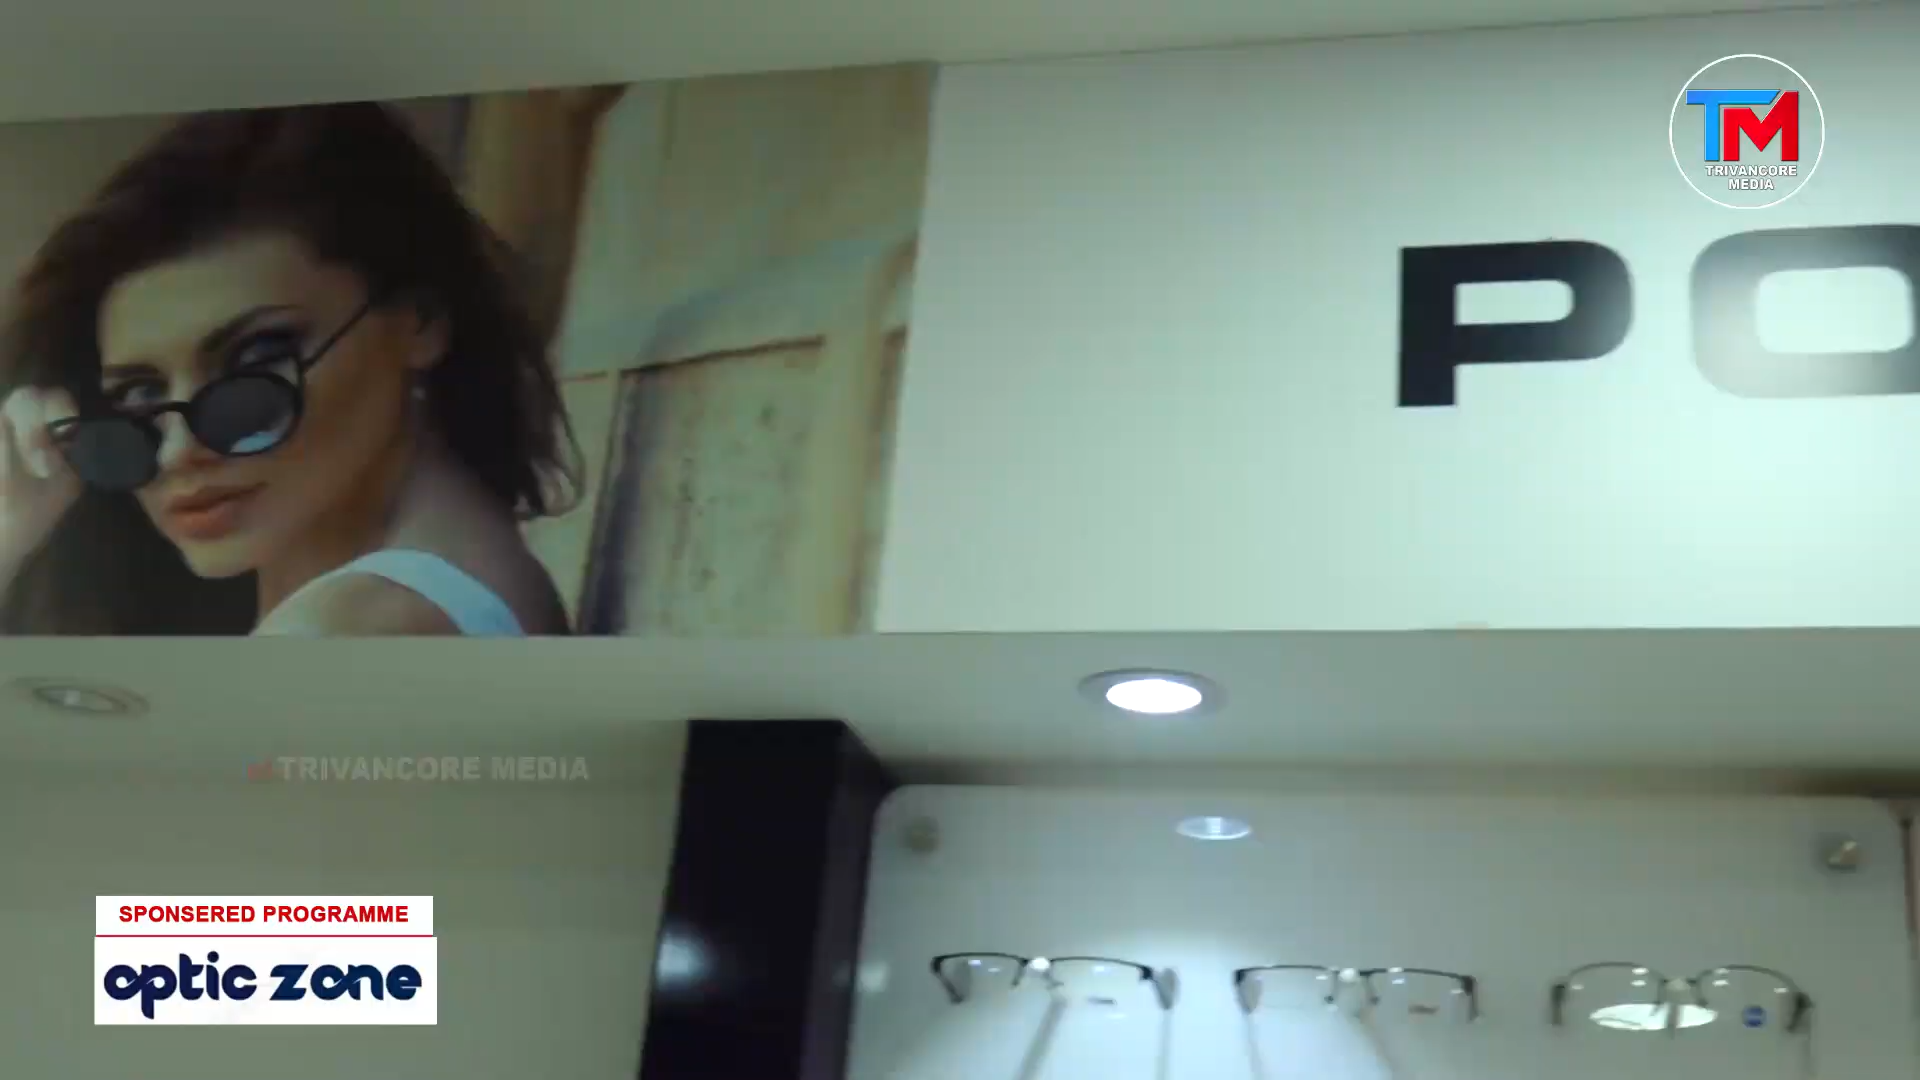 TM
TRIVANCORE
MEDIA
PO
TRIVANCORE MEDIA
SPONSERED PROGRAMME
optic zone